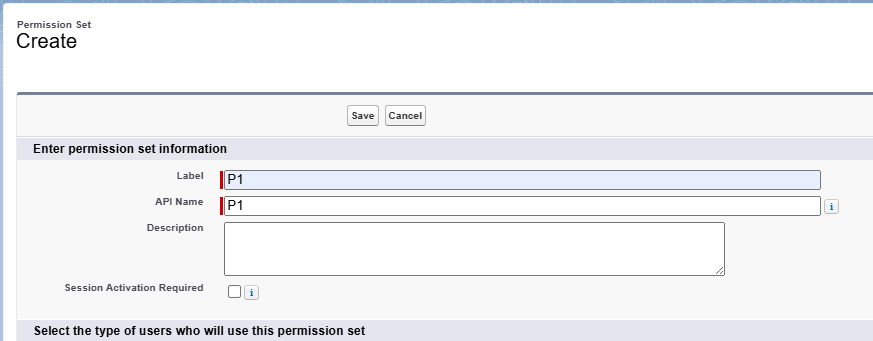 Permission Set
Create
Save Cancel
Enter permission set information
Label P1
API Name P1 i
Description
Session Activation Required i
Select the type of users who will use this permission set